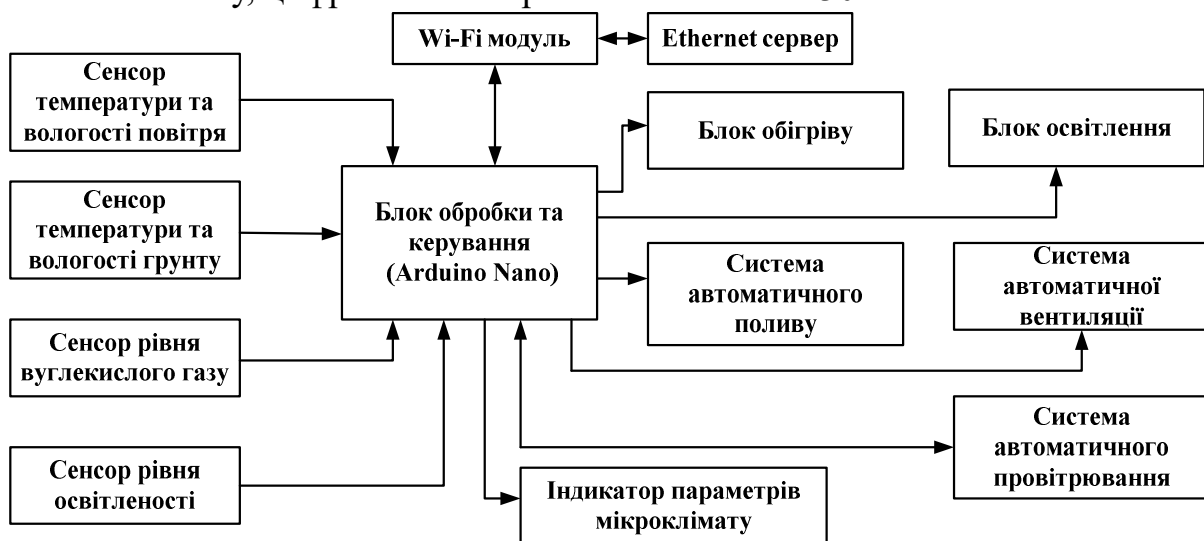 Wi-Fi модуль
Ethernet сервер
Сенсор
температури та
вологості повітря
Блок обігріву
Блок освітлення
Сенсор
температури та
вологості грунту
Блок обробки та
керування
(Arduino Nano)
Система
автоматичного
поливу
Система
автоматичної
вентиляції
Сенсор рівня
вуглекислого газу
Система
автоматичного
провітрювання
Сенсор рівня
освітленості
Індикатор параметрів
мікроклімату